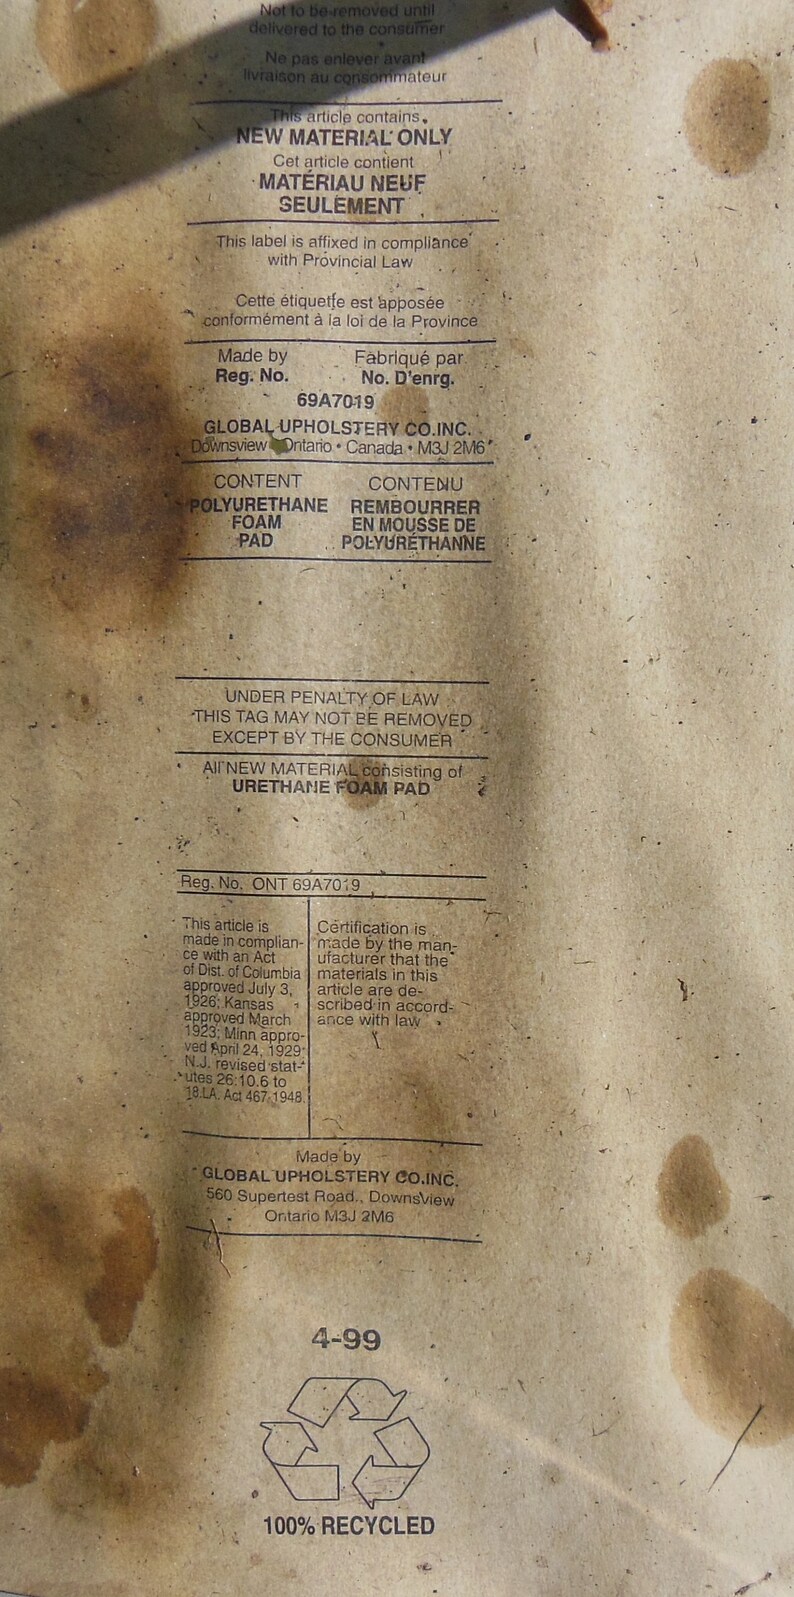 Not to be removed until
delivered to the consumer
Ne pas enlever avant
livraison au consommateur
This article contains
NEW MATERIAL ONLY
Cet article contient
MATÉRIAU NEUF
SEULEMENT
This label is affixed in compliance
with Provincial Law
Cette étiquette est apposée
conformément à la loi de la Province
Made by Fabriqué par
Reg. No. No. D'enrg.
69A7019
GLOBAL UPHOLSTERY CO.INC.
Downsview Ontario • Canada • M3J 2M6
CONTENT CONTENU
POLYURETHANE REMBOURRER
FOAM EN MOUSSE DE
PAD POLYURÉTHANNE
UNDER PENALTY OF LAW
THIS TAG MAY NOT BE REMOVED
EXCEPT BY THE CONSUMER
All NEW MATERIAL consisting of
URETHANE FOAM PAD
Reg. No. ONT 69A7019
This article is
made in complian-
ce with an Act
of Dist. of Columbia
approved July 3,
1926; Kansas
approved March
1923; Minn appro-
ved April 24, 1929
N.J. revised stat-
utes 26:10.6 to
18.LA. Act 467.1948.
Certification is
made by the man-
ufacturer that the
materials in this
article are de-
scribed in accord-
ance with law
Made by
GLOBAL UPHOLSTERY CO.INC.
560 Supertest Road., Downsview
Ontario M3J 2M6
4-99
100% RECYCLED